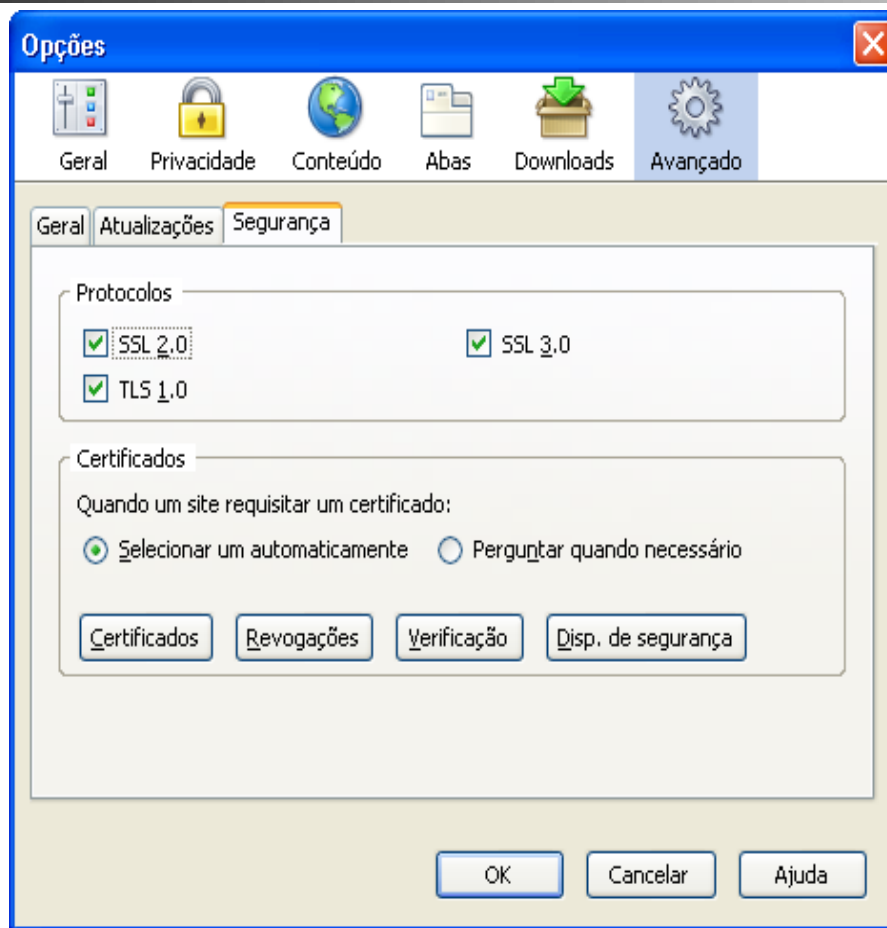 Opções
Geral Privacidade Conteúdo Abas Downloads Avançado
Geral Atualizações Segurança
Protocolos
SSL 2.0 SSL 3.0
TLS 1.0
Certificados
Quando um site requisitar um certificado:
Selecionar um automaticamente Perguntar quando necessário
Certificados Revogações Verificação Disp. de segurança
OK Cancelar Ajuda